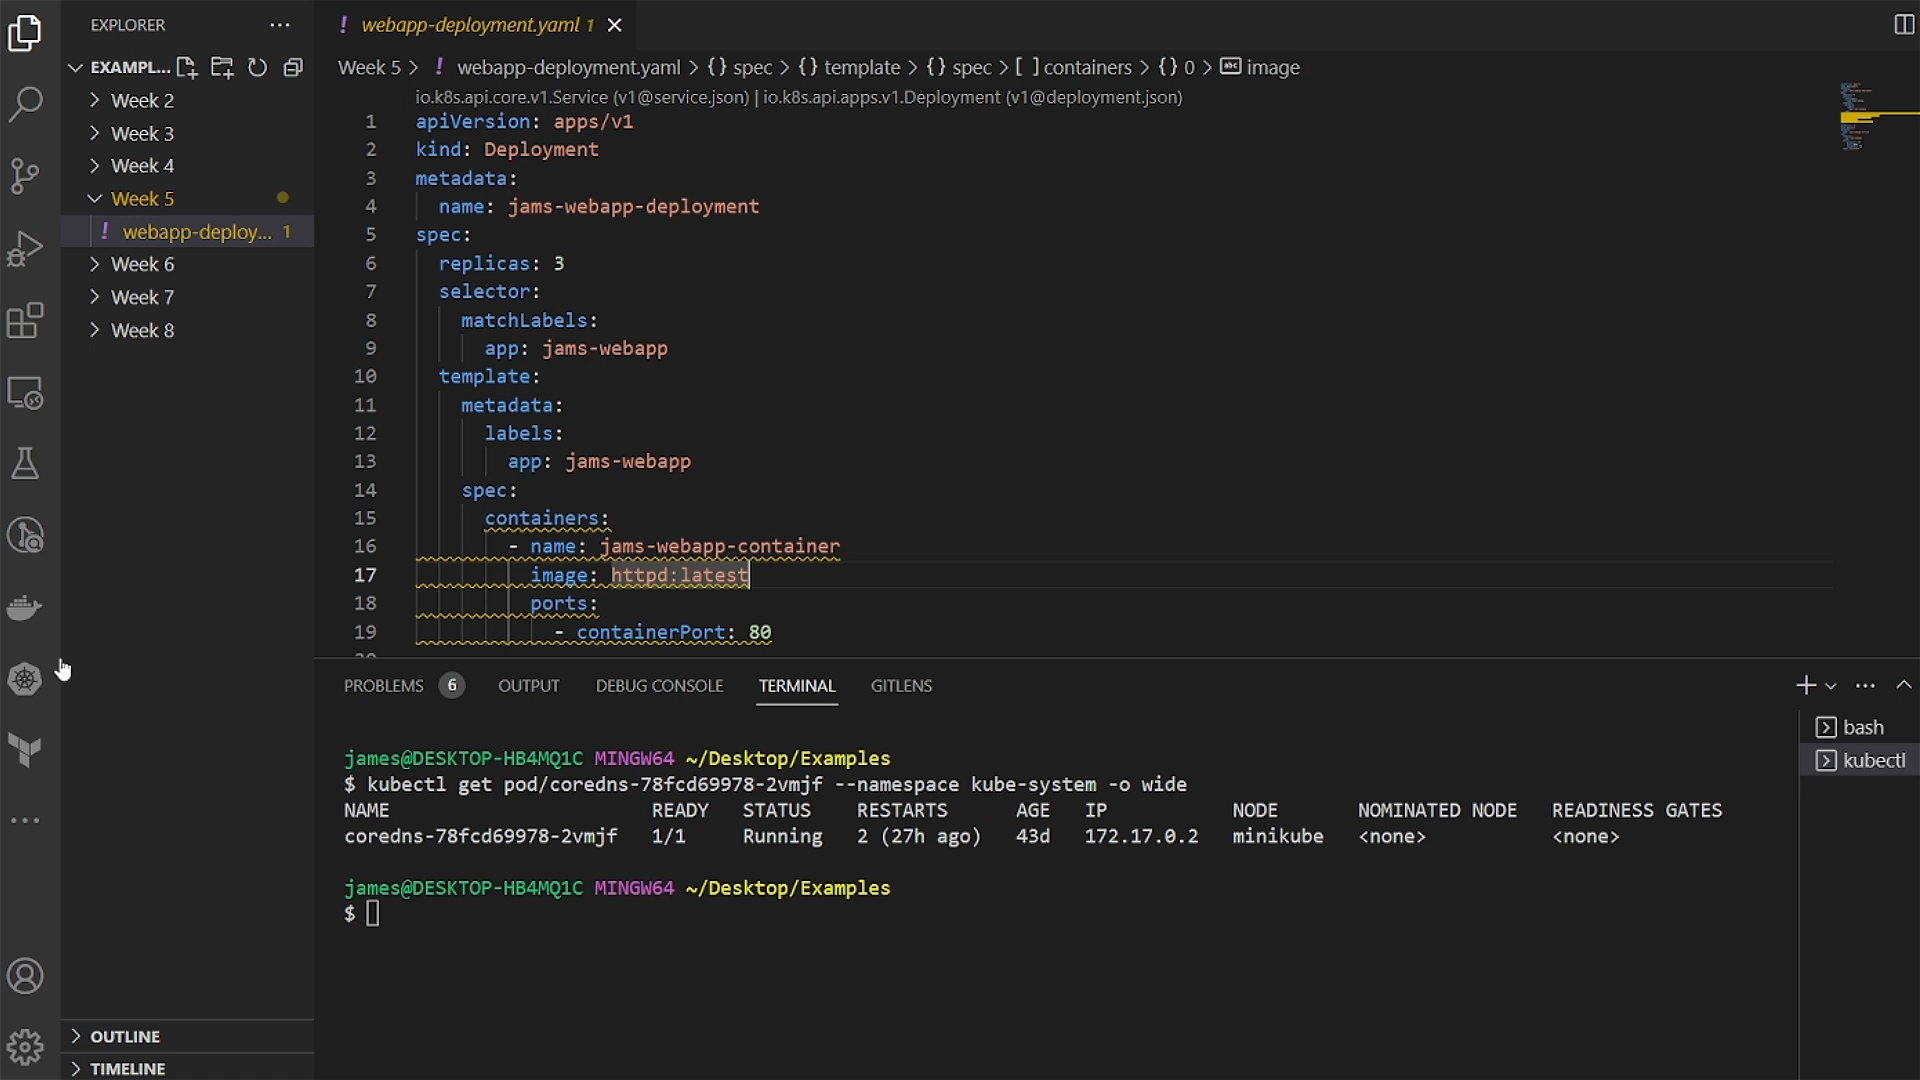 EXPLORER
EXAMPL...
Week 2
Week 3
Week 4
Week 5
! webapp-deploy... 1
Week 6
Week 7
Week 8
OUTLINE
TIMELINE
! webapp-deployment.yaml 1
Week 5 > ! webapp-deployment.yaml > {} spec > {} template > {} spec > [ ] containers > {} 0 > abc image
io.k8s.api.core.v1.Service (v1@service.json) | io.k8s.api.apps.v1.Deployment (v1@deployment.json)
1 apiVersion: apps/v1
2 kind: Deployment
3 metadata:
4 name: jams-webapp-deployment
5 spec:
6 replicas: 3
7 selector:
8 matchLabels:
9 app: jams-webapp
10 template:
11 metadata:
12 labels:
13 app: jams-webapp
14 spec:
15 containers:
16 - name: jams-webapp-container
17 image: httpd:latest
18 ports:
19 - containerPort: 80
20
PROBLEMS 6 OUTPUT DEBUG CONSOLE TERMINAL GITLENS
james@DESKTOP-HB4MQ1C MINGW64 ~/Desktop/Examples
$ kubectl get pod/coredns-78fcd69978-2vmjf --namespace kube-system -o wide
NAME READY STATUS RESTARTS AGE IP NODE NOMINATED NODE READINESS GATES
coredns-78fcd69978-2vmjf 1/1 Running 2 (27h ago) 43d 172.17.0.2 minikube <none> <none>
james@DESKTOP-HB4MQ1C MINGW64 ~/Desktop/Examples
$
bash
kubectl